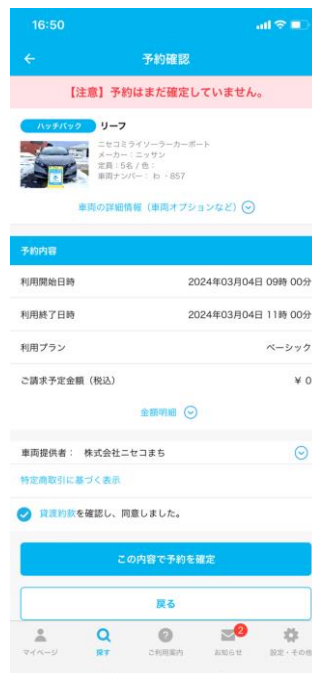 16:50
予約確認
【注意】予約はまだ確定していません。
ハッチバック リーフ
ニセコミライソーラーカーポート
メーカー：ニッサン
定員：5名 / 色：
車両ナンバー： わ ・857
車両の詳細情報（車両オプションなど）
予約内容
利用開始日時 2024年03月04日 09時 00分
利用終了日時 2024年03月04日 11時 00分
利用プラン ベーシック
ご請求予定金額（税込） ¥ 0
金額明細
車両提供者： 株式会社ニセコまち
特定商取引に基づく表示
貸渡約款を確認し、同意しました。
この内容で予約を確定
戻る
2
マイページ 探す ご利用案内 お知らせ 設定・その他